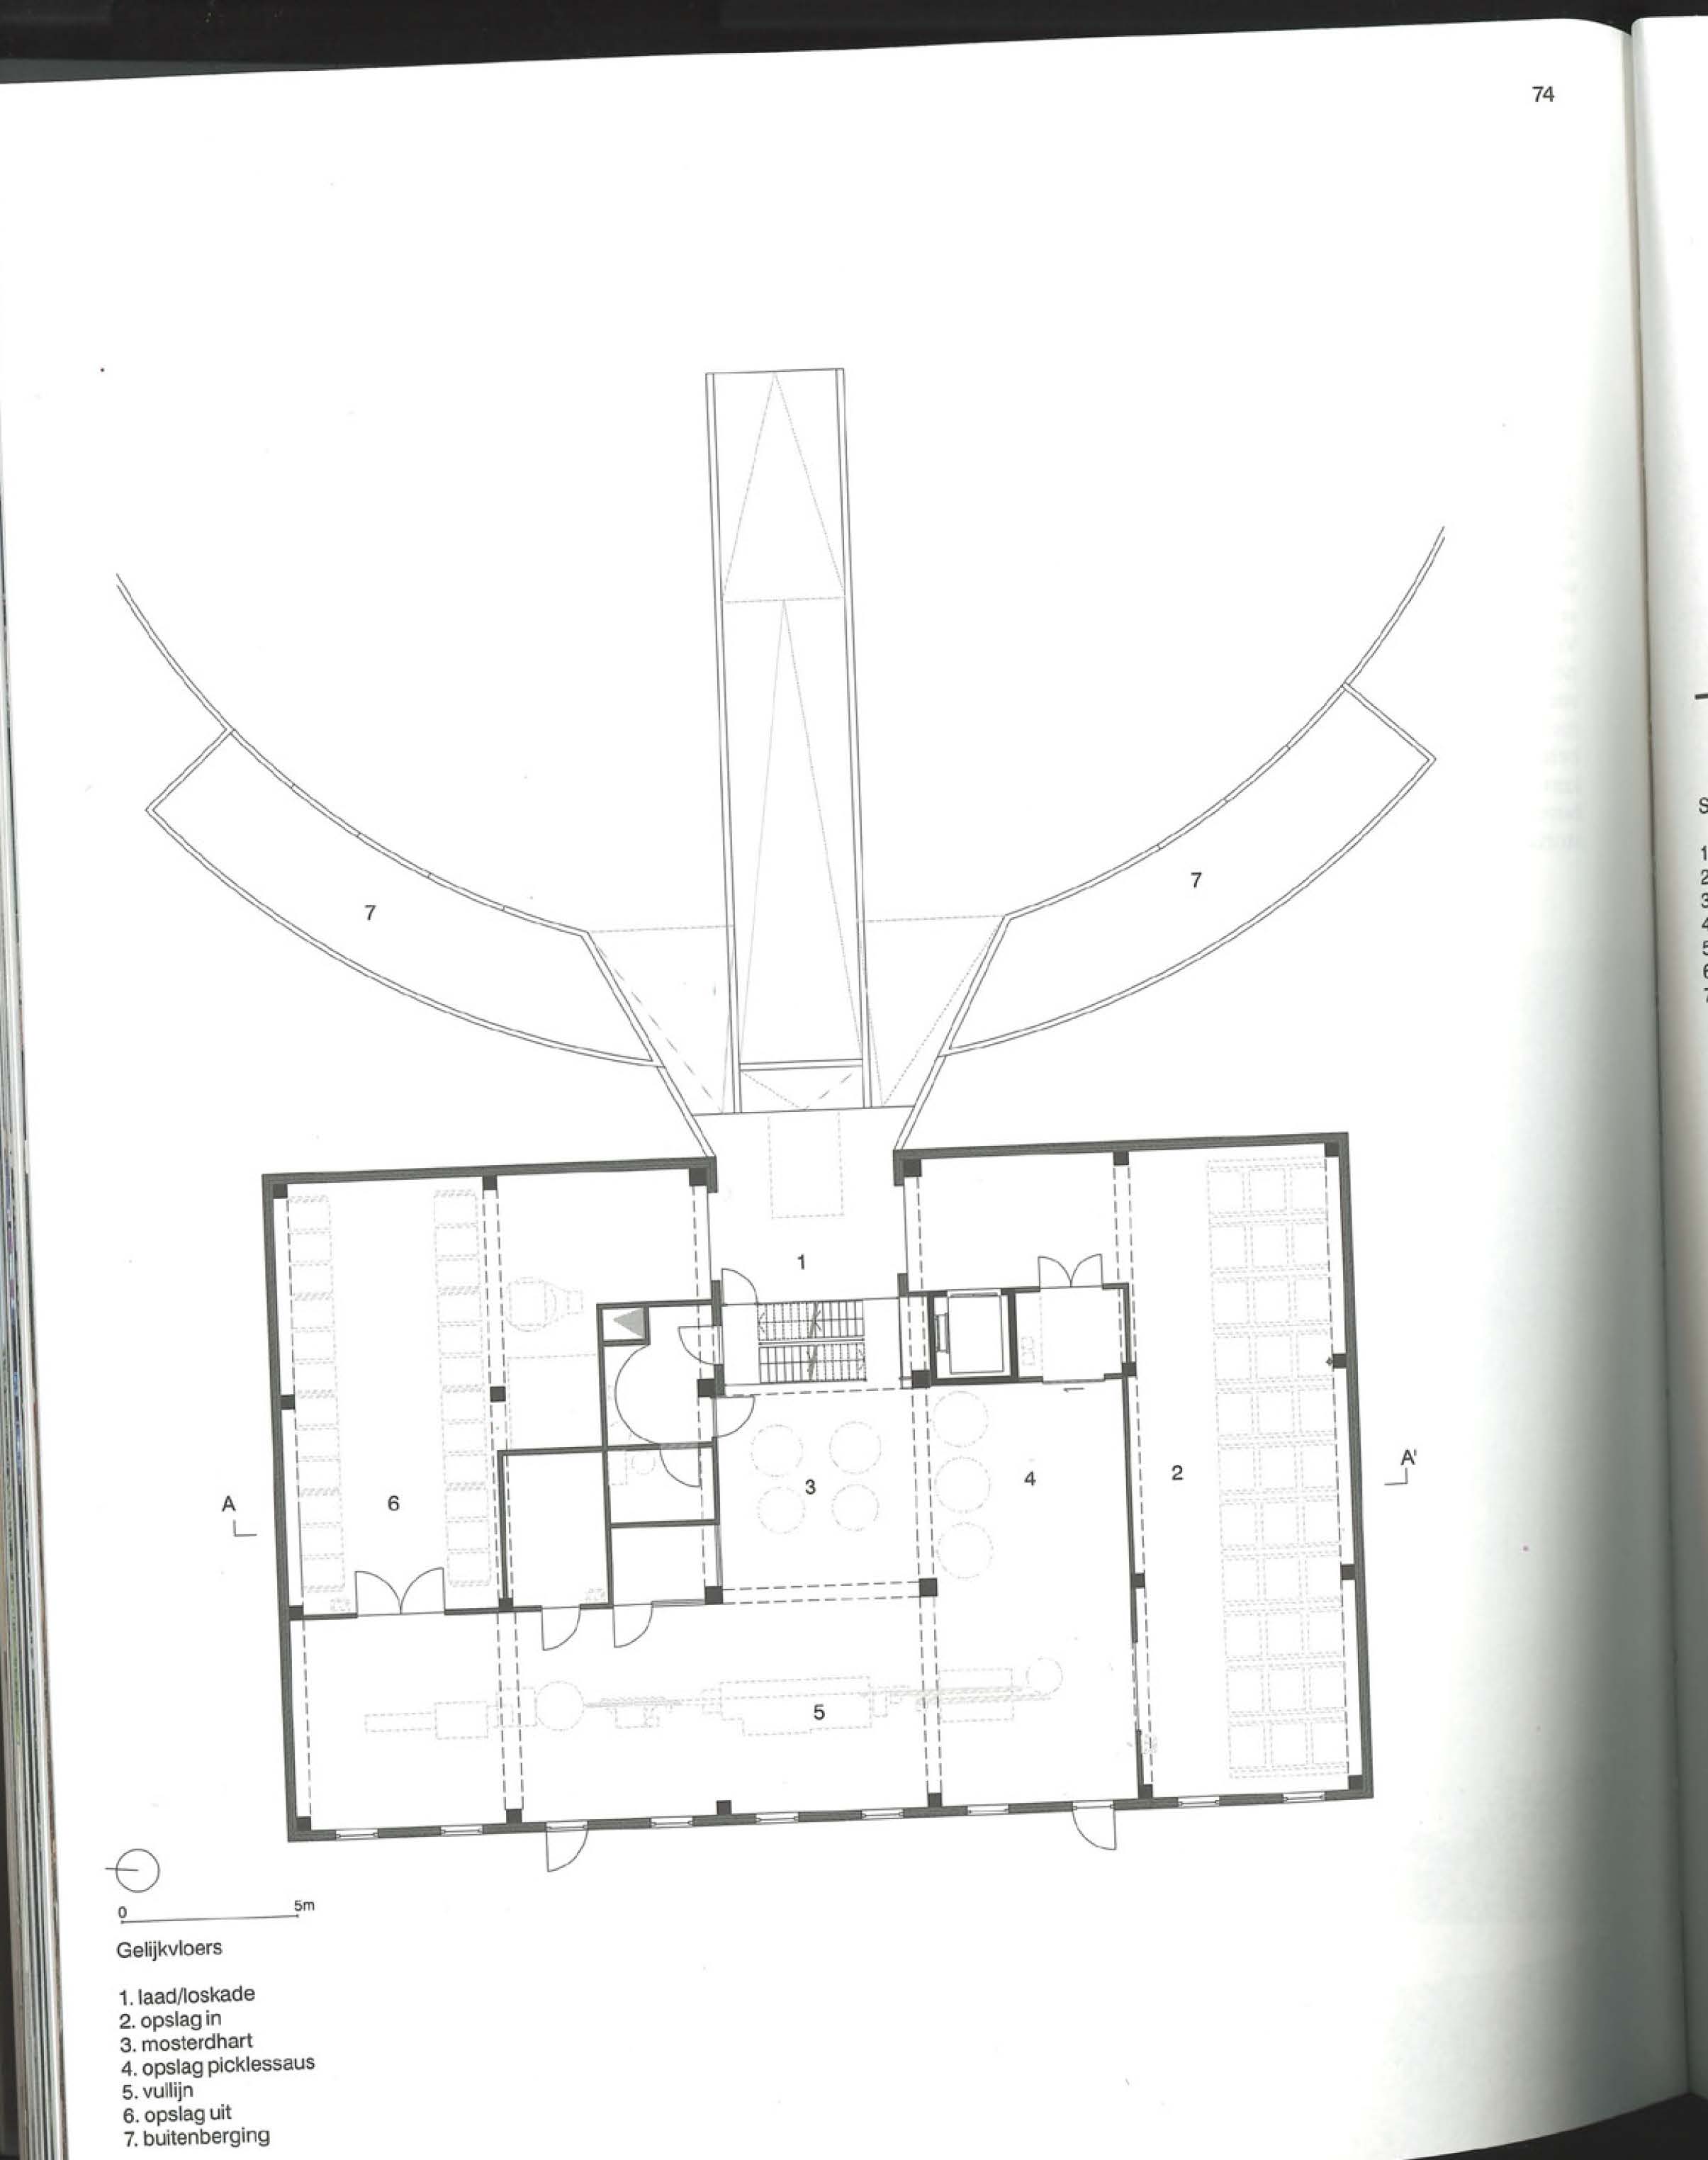 74
7
7
1
A
6
3
4
2
A'
5
0
5m
Gelijkvloers
1. laad/loskade
2. opslag in
3. mosterdhart
4. opslag picklessaus
5. vullijn
6. opslag uit
7. buitenberging
S
1
2
3
4
5
6
7